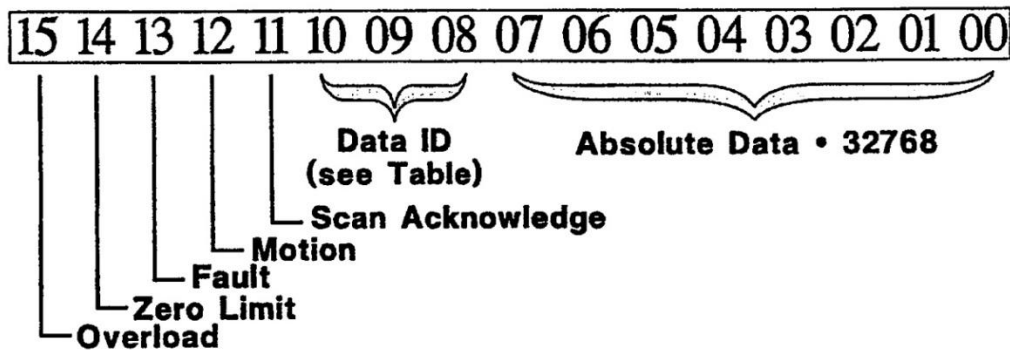 15 14 13 12 11 10 09 08 07 06 05 04 03 02 01 00
Data ID
(see Table)
Absolute Data • 32768
Scan Acknowledge
Motion
Fault
Zero Limit
Overload